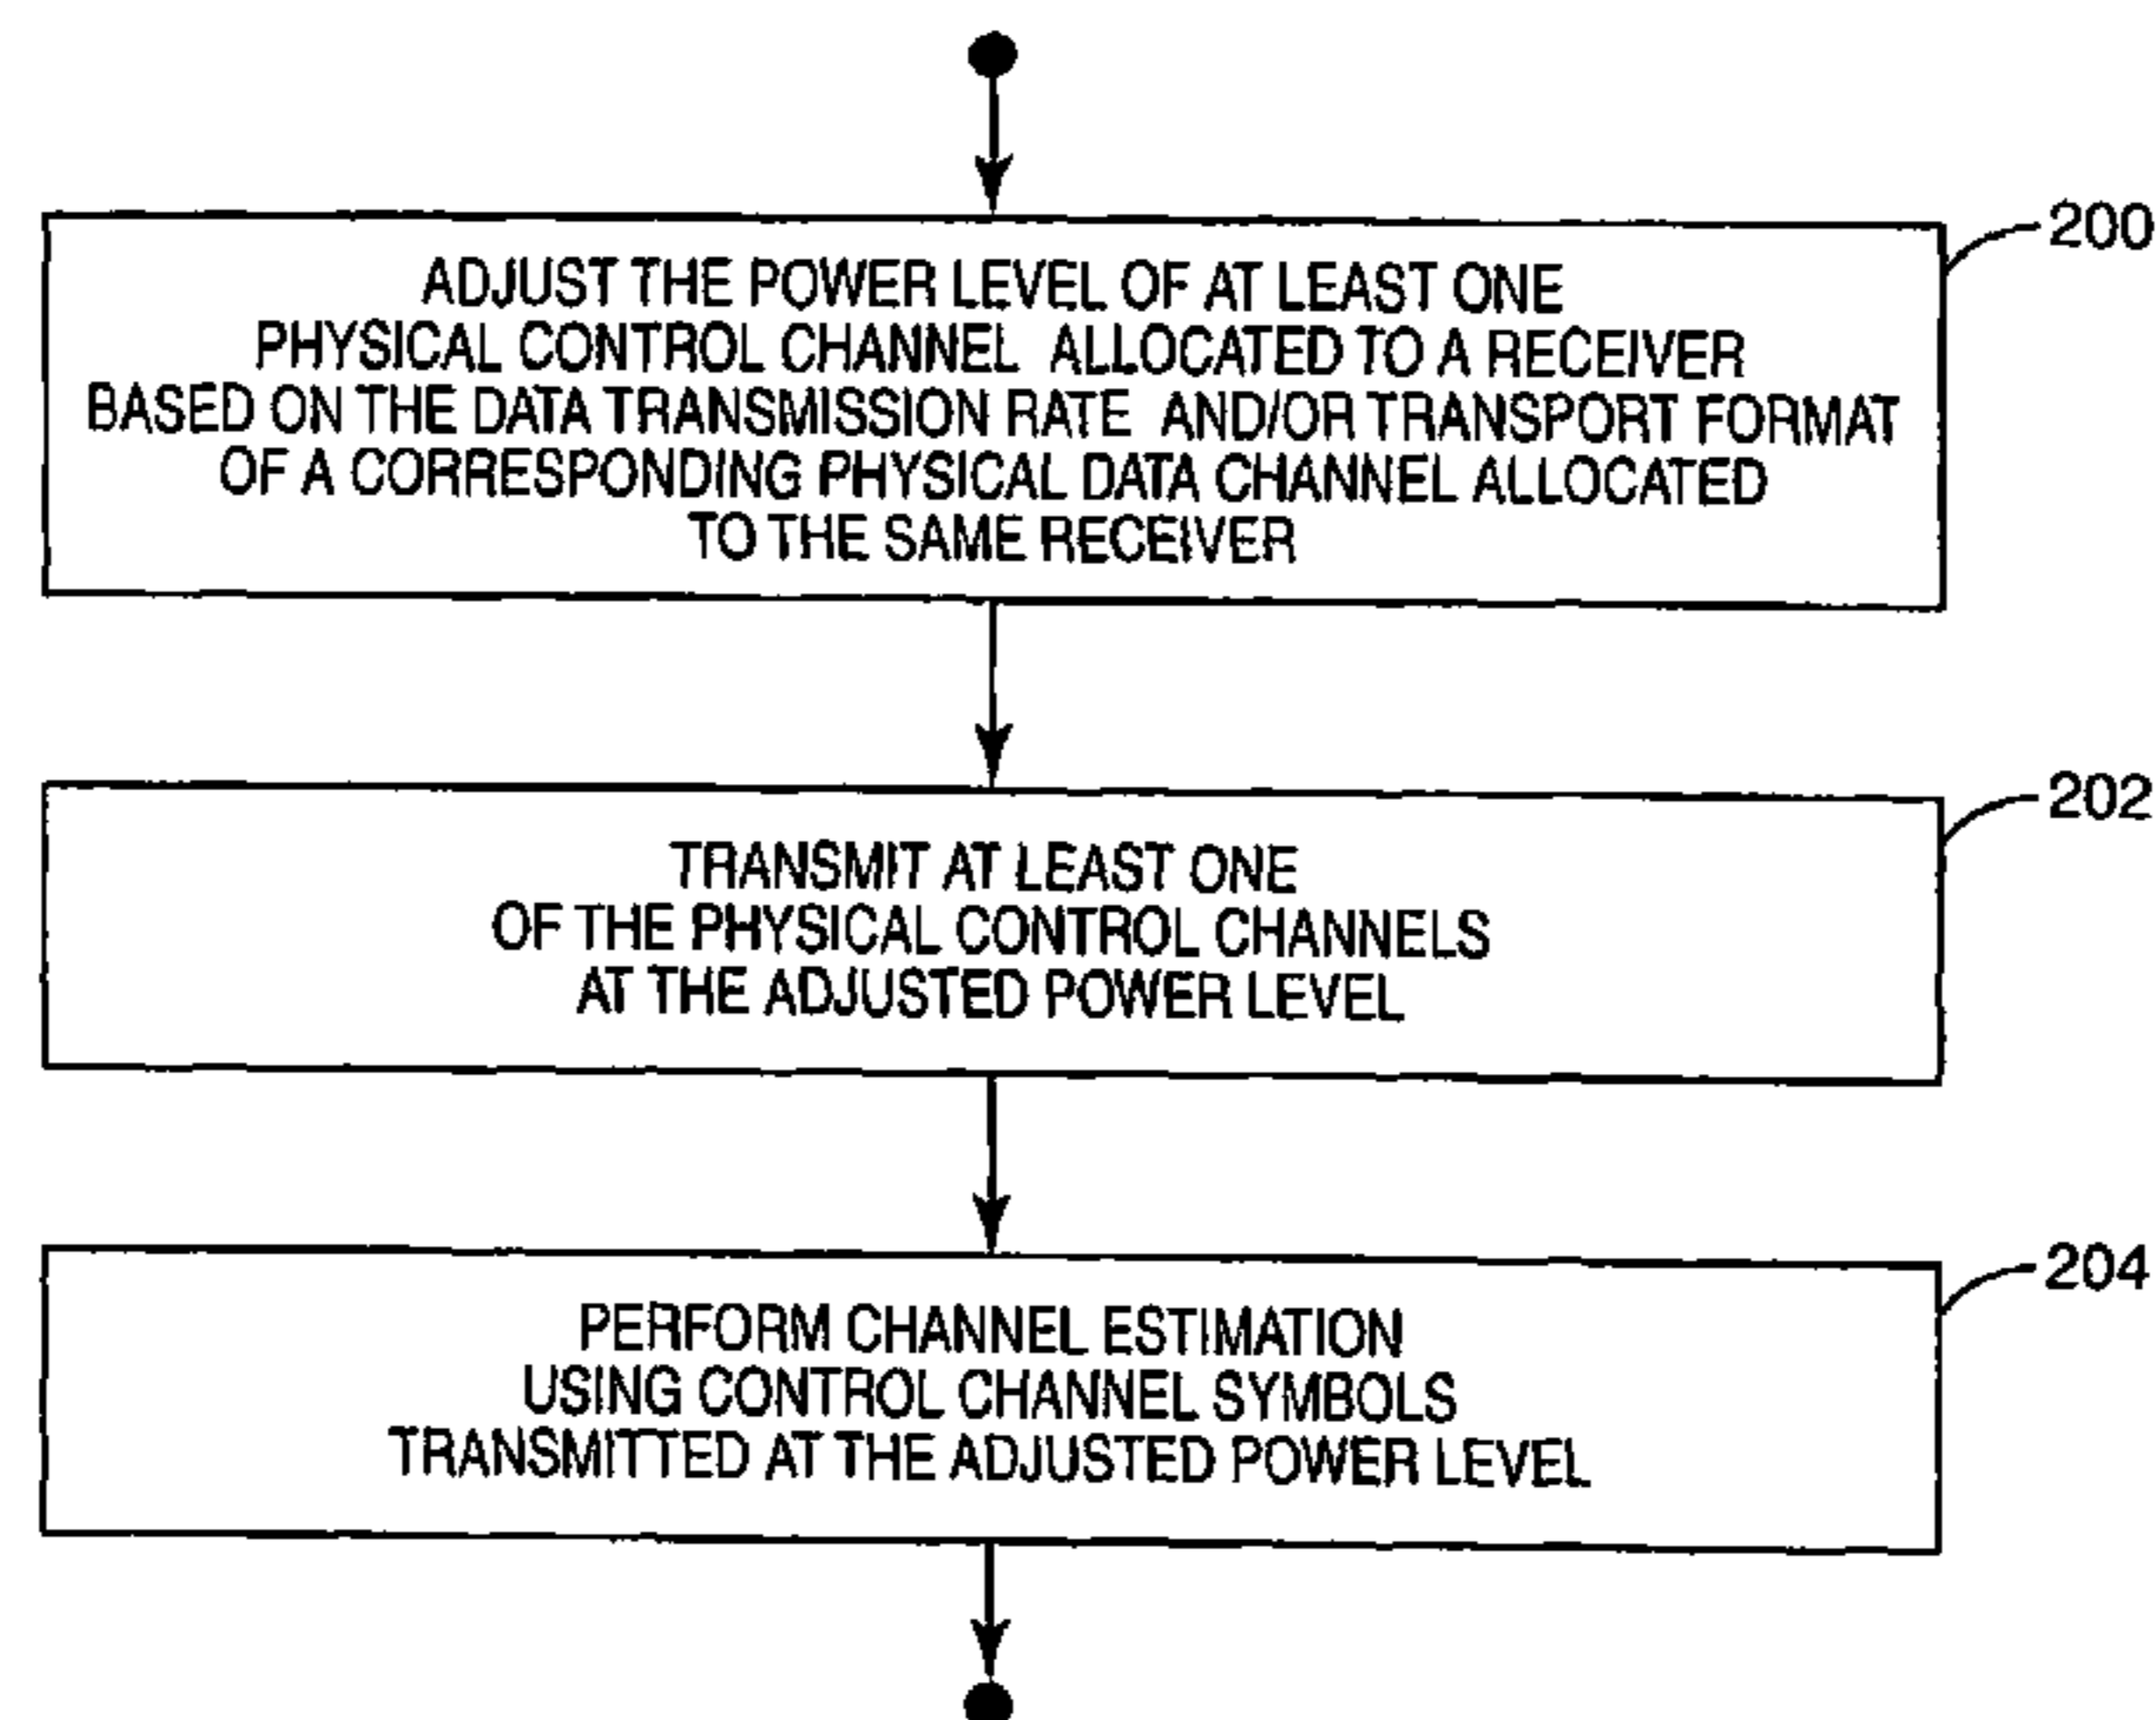 ADJUST THE POWER LEVEL OF AT LEAST ONE
PHYSICAL CONTROL CHANNEL ALLOCATED TO A RECEIVER
BASED ON THE DATA TRANSMISSION RATE AND/OR TRANSPORT FORMAT
OF A CORRESPONDING PHYSICAL DATA CHANNEL ALLOCATED
TO THE SAME RECEIVER
200
TRANSMIT AT LEAST ONE
OF THE PHYSICAL CONTROL CHANNELS
AT THE ADJUSTED POWER LEVEL
202
PERFORM CHANNEL ESTIMATION
USING CONTROL CHANNEL SYMBOLS
TRANSMITTED AT THE ADJUSTED POWER LEVEL
204